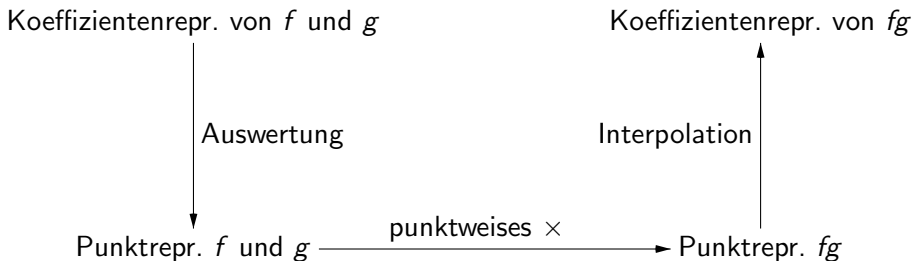 Koeffizientenrepr. von f und g
Koeffizientenrepr. von fg
Auswertung
Interpolation
Punktrepr. f und g
punktweises ×
Punktrepr. fg